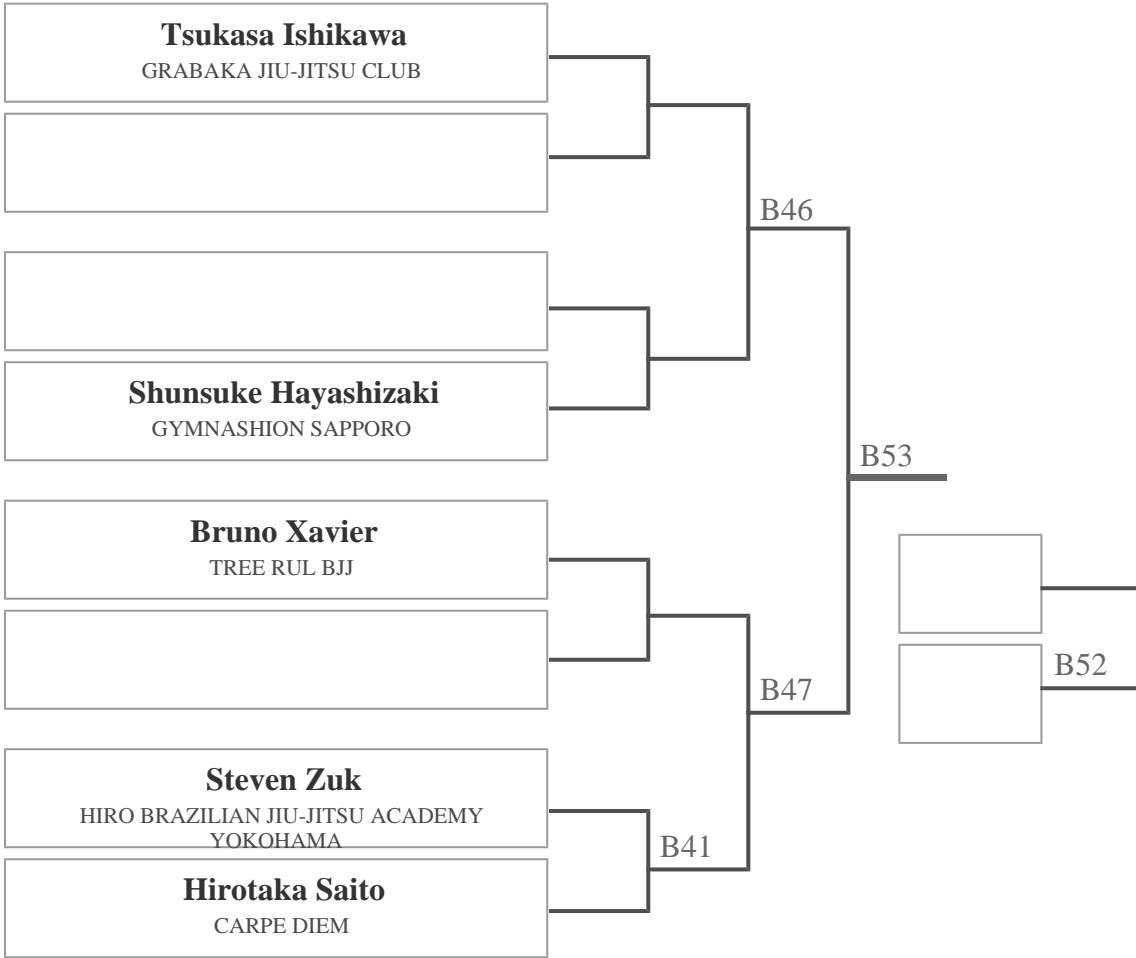 Tsukasa Ishikawa
GRABAKA JIU-JITSU CLUB
B46
Shunsuke Hayashizaki
GYMNASHION SAPPORO
B53
Bruno Xavier
TREE RUL BJJ
B52
B47
Steven Zuk
HIRO BRAZILIAN JIU-JITSU ACADEMY
YOKOHAMA
B41
Hirotaka Saito
CARPE DIEM